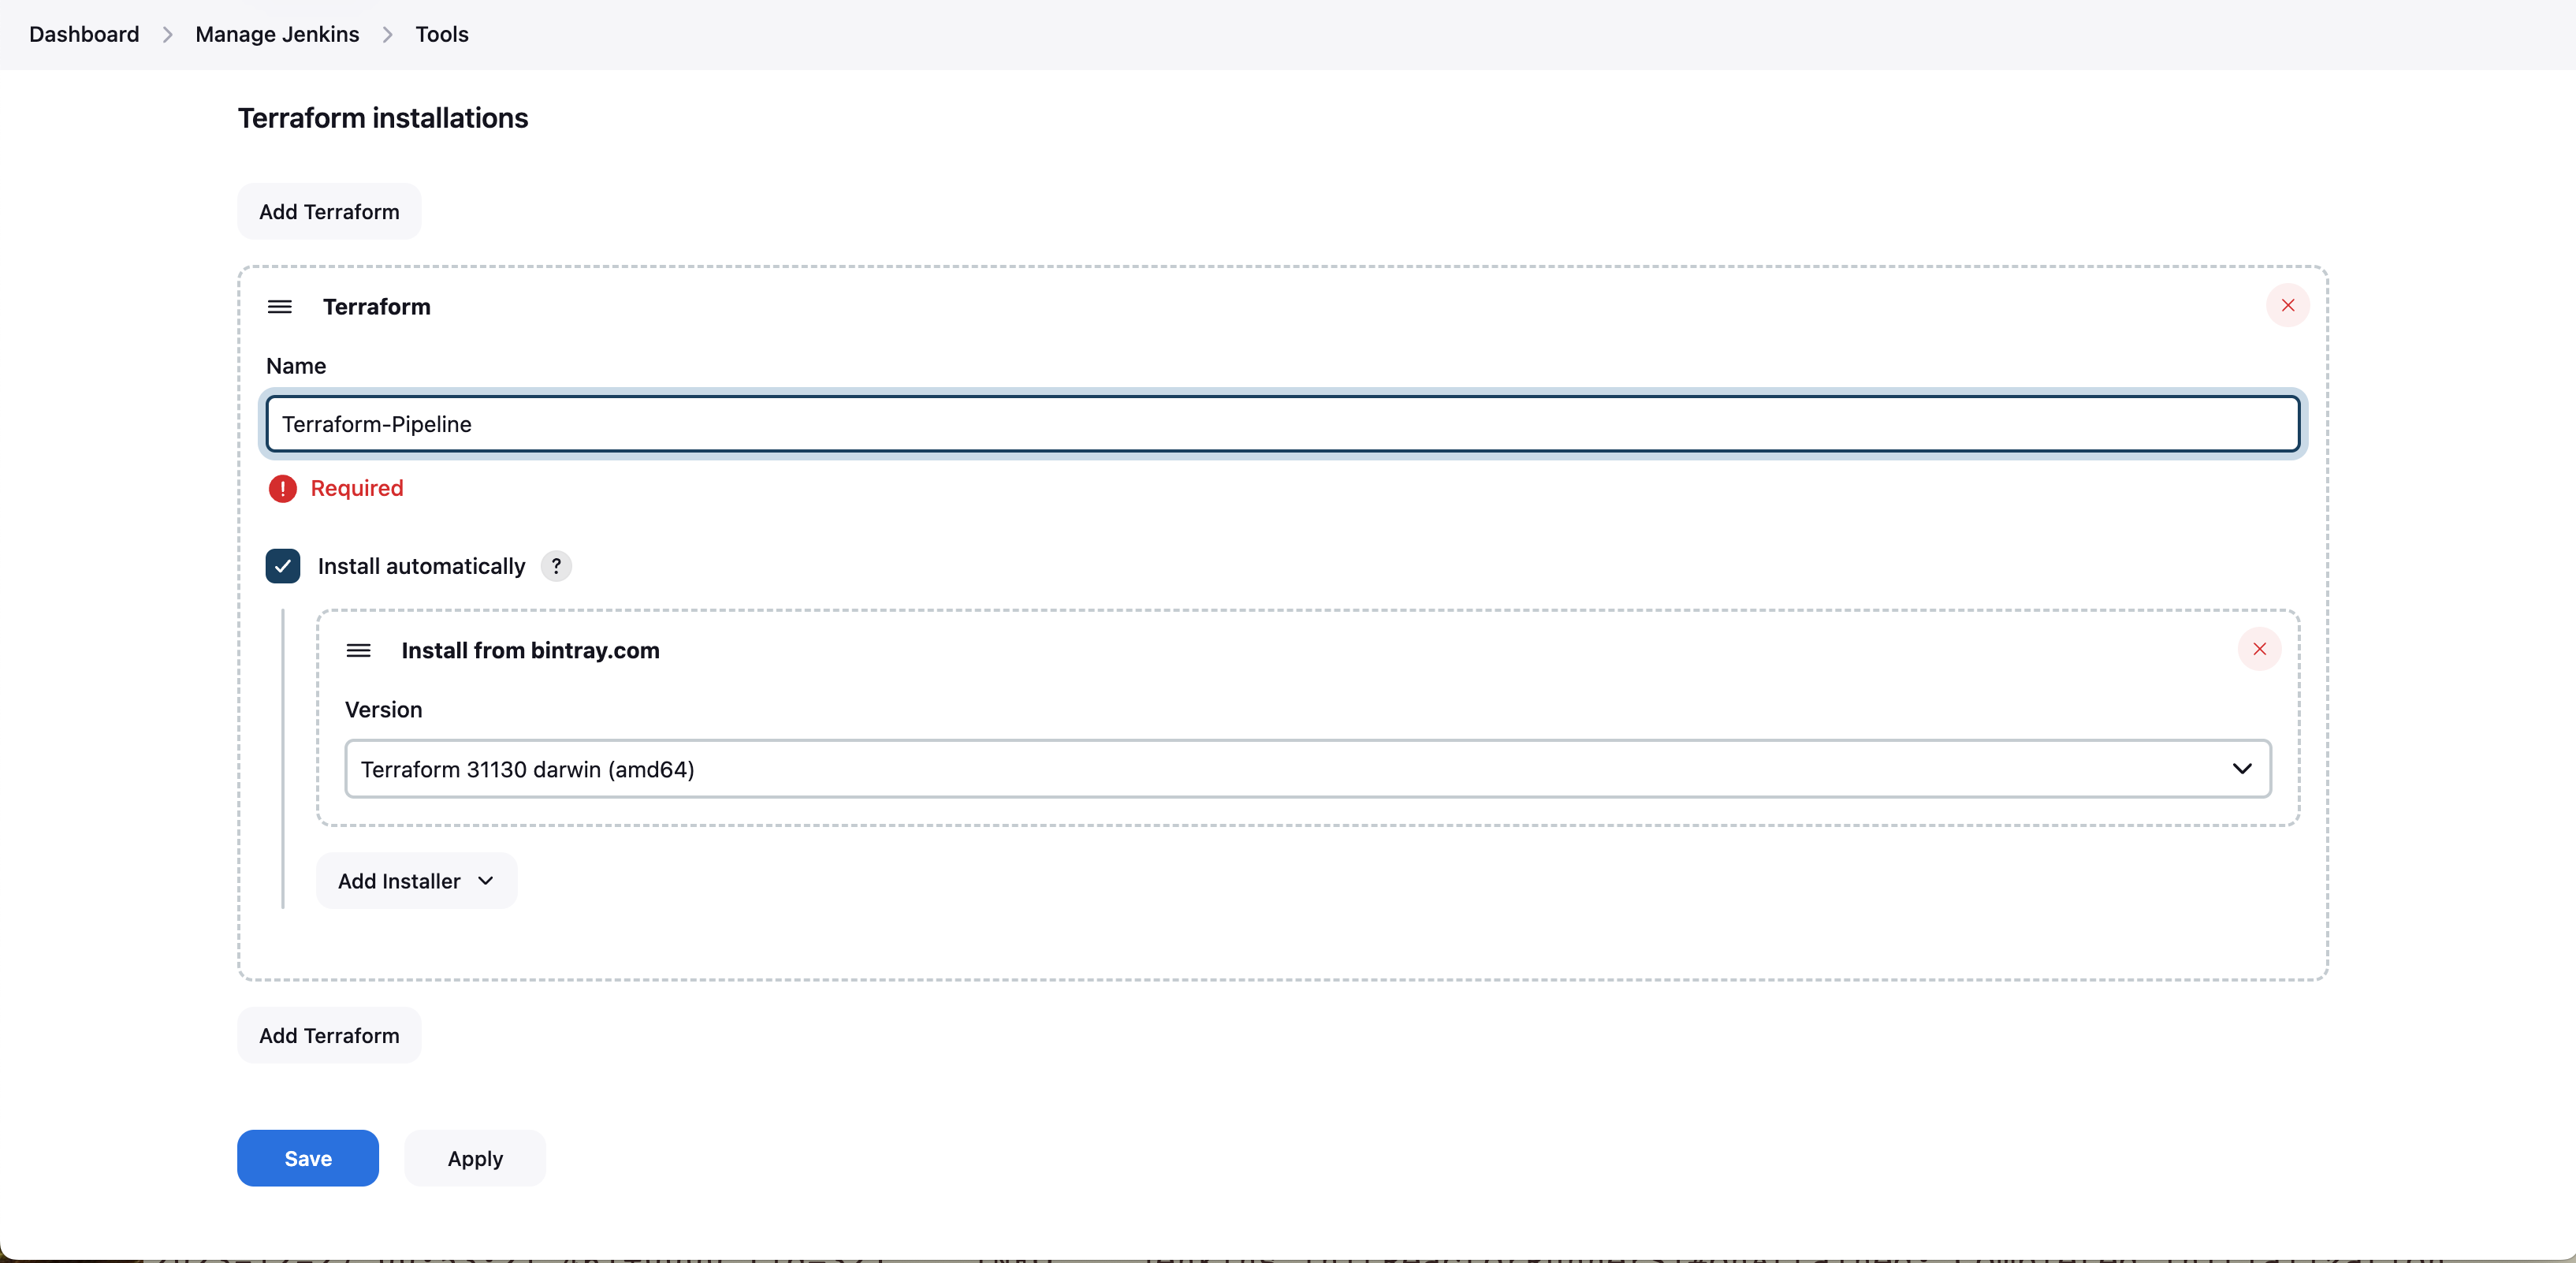 Dashboard > Manage Jenkins > Tools
Terraform installations
Add Terraform
Terraform
Name
Terraform-Pipeline
! Required
Install automatically ?
Install from bintray.com
Version
Terraform 31130 darwin (amd64)
Add Installer
Add Terraform
Save Apply